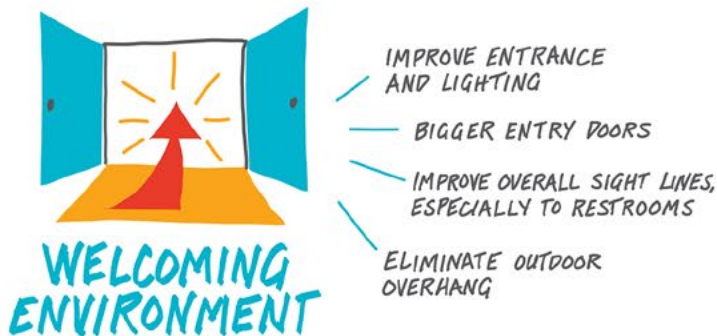 WELCOMING
ENVIRONMENT
IMPROVE ENTRANCE
AND LIGHTING
BIGGER ENTRY DOORS
IMPROVE OVERALL SIGHT LINES,
ESPECIALLY TO RESTROOMS
ELIMINATE OUTDOOR
OVERHANG